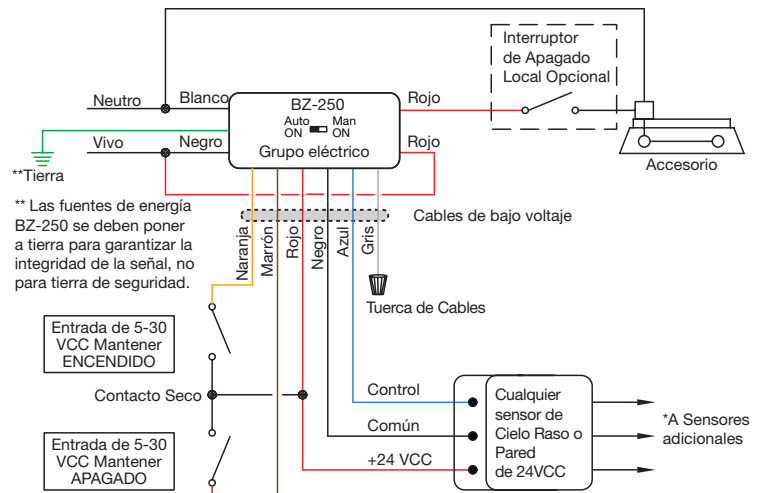 Interruptor
de Apagado
Local Opcional
Neutro
Blanco
BZ-250
Auto
ON
Man
ON
Grupo eléctrico
Rojo
Vivo
Negro
Rojo
Accesorio
**Tierra
** Las fuentes de energía
BZ-250 se deben poner
a tierra para garantizar la
integridad de la señal, no
para tierra de seguridad.
Cables de bajo voltaje
Naranja
Marrón
Rojo
Negro
Azul
Gris
Tuerca de Cables
Entrada de 5-30
VCC Mantener
ENCENDIDO
Contacto Seco
Entrada de 5-30
VCC Mantener
APAGADO
Control
Común
+24 VCC
Cualquier
sensor de
Cielo Raso o
Pared
de 24VCC
*A Sensores
adicionales